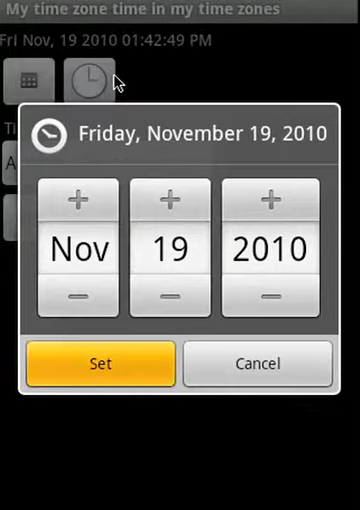 My time zone time in my time zones
Fri Nov, 19 2010 01:42:49 PM
Friday, November 19, 2010
+ + +
Nov 19 2010
− − −
Set Cancel